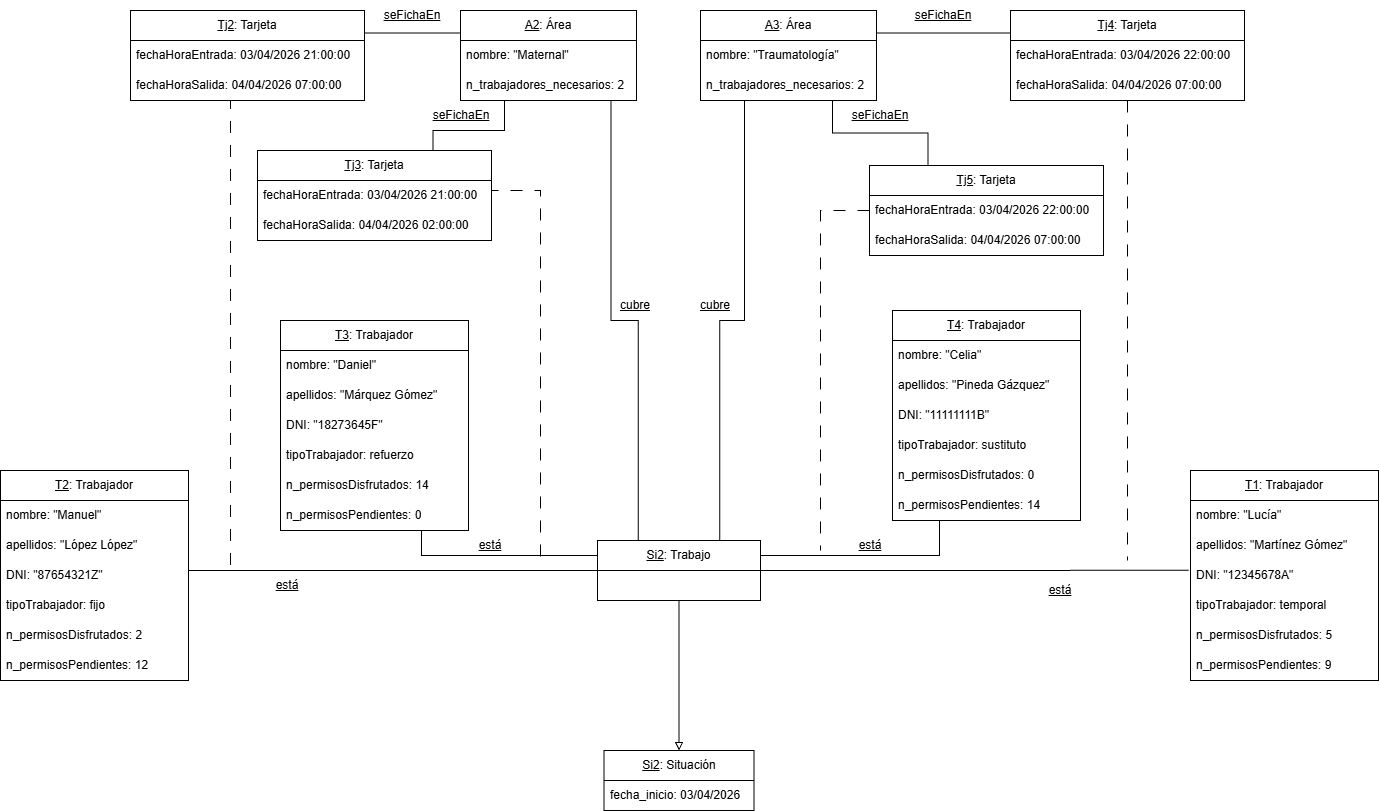 seFichaEn
seFichaEn
Tj2: Tarjeta
fechaHoraEntrada: 03/04/2026 21:00:00
fechaHoraSalida: 04/04/2026 07:00:00
A2: Área
nombre: "Maternal"
n_trabajadores_necesarios: 2
A3: Área
nombre: "Traumatología"
n_trabajadores_necesarios: 2
Tj4: Tarjeta
fechaHoraEntrada: 03/04/2026 22:00:00
fechaHoraSalida: 04/04/2026 07:00:00
seFichaEn
seFichaEn
Tj3: Tarjeta
fechaHoraEntrada: 03/04/2026 21:00:00
fechaHoraSalida: 04/04/2026 02:00:00
Tj5: Tarjeta
fechaHoraEntrada: 03/04/2026 22:00:00
fechaHoraSalida: 04/04/2026 07:00:00
cubre
cubre
T3: Trabajador
nombre: "Daniel"
apellidos: "Márquez Gómez"
DNI: "18273645F"
tipoTrabajador: refuerzo
n_permisosDisfrutados: 14
n_permisosPendientes: 0
T4: Trabajador
nombre: "Celia"
apellidos: "Pineda Gázquez"
DNI: "11111111B"
tipoTrabajador: sustituto
n_permisosDisfrutados: 0
n_permisosPendientes: 14
T2: Trabajador
nombre: "Manuel"
apellidos: "López López"
DNI: "87654321Z"
tipoTrabajador: fijo
n_permisosDisfrutados: 2
n_permisosPendientes: 12
está
está
Si2: Trabajo
está
está
T1: Trabajador
nombre: "Lucía"
apellidos: "Martínez Gómez"
DNI: "12345678A"
tipoTrabajador: temporal
n_permisosDisfrutados: 5
n_permisosPendientes: 9
Si2: Situación
fecha_inicio: 03/04/2026